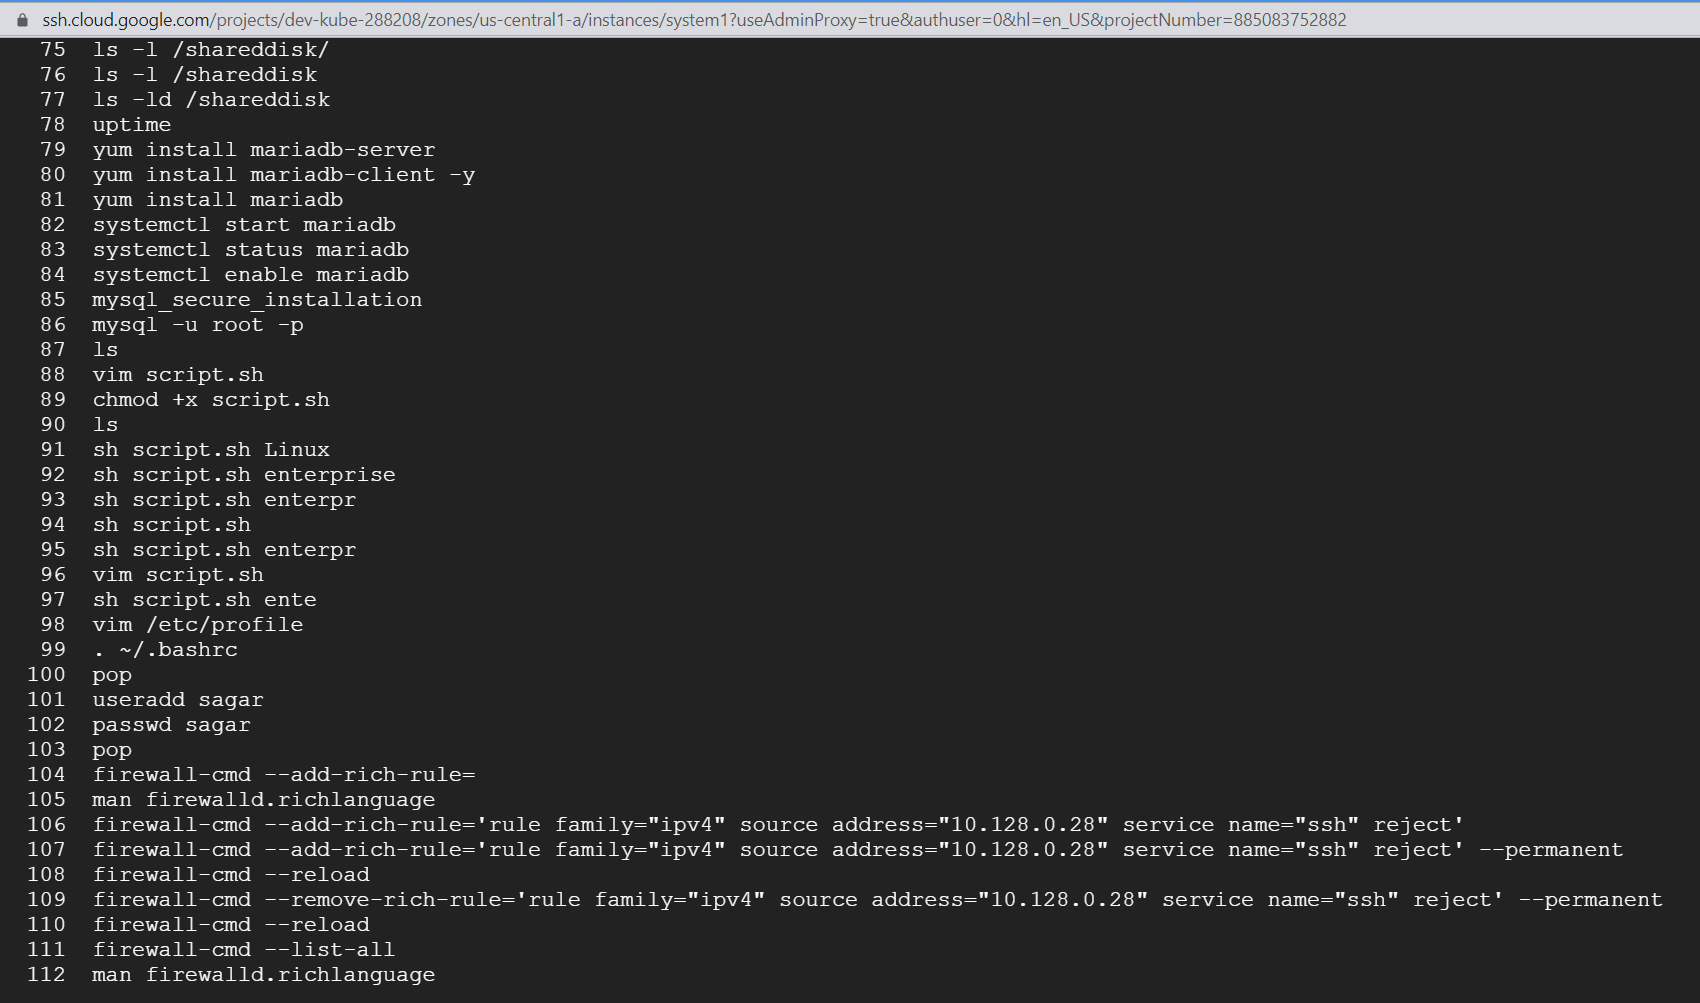 ssh.cloud.google.com/projects/dev-kube-288208/zones/us-central1-a/instances/system1?useAdminProxy=true&authuser=0&hl=en_US&projectNumber=885083752882
75 ls -l /shareddisk/
76 ls -l /shareddisk
77 ls -ld /shareddisk
78 uptime
79 yum install mariadb-server
80 yum install mariadb-client -y
81 yum install mariadb
82 systemctl start mariadb
83 systemctl status mariadb
84 systemctl enable mariadb
85 mysql_secure_installation
86 mysql -u root -p
87 ls
88 vim script.sh
89 chmod +x script.sh
90 ls
91 sh script.sh Linux
92 sh script.sh enterprise
93 sh script.sh enterpr
94 sh script.sh
95 sh script.sh enterpr
96 vim script.sh
97 sh script.sh ente
98 vim /etc/profile
99 . ~/.bashrc
100 pop
101 useradd sagar
102 passwd sagar
103 pop
104 firewall-cmd --add-rich-rule=
105 man firewalld.richlanguage
106 firewall-cmd --add-rich-rule='rule family="ipv4" source address="10.128.0.28" service name="ssh" reject'
107 firewall-cmd --add-rich-rule='rule family="ipv4" source address="10.128.0.28" service name="ssh" reject' --permanent
108 firewall-cmd --reload
109 firewall-cmd --remove-rich-rule='rule family="ipv4" source address="10.128.0.28" service name="ssh" reject' --permanent
110 firewall-cmd --reload
111 firewall-cmd --list-all
112 man firewalld.richlanguage